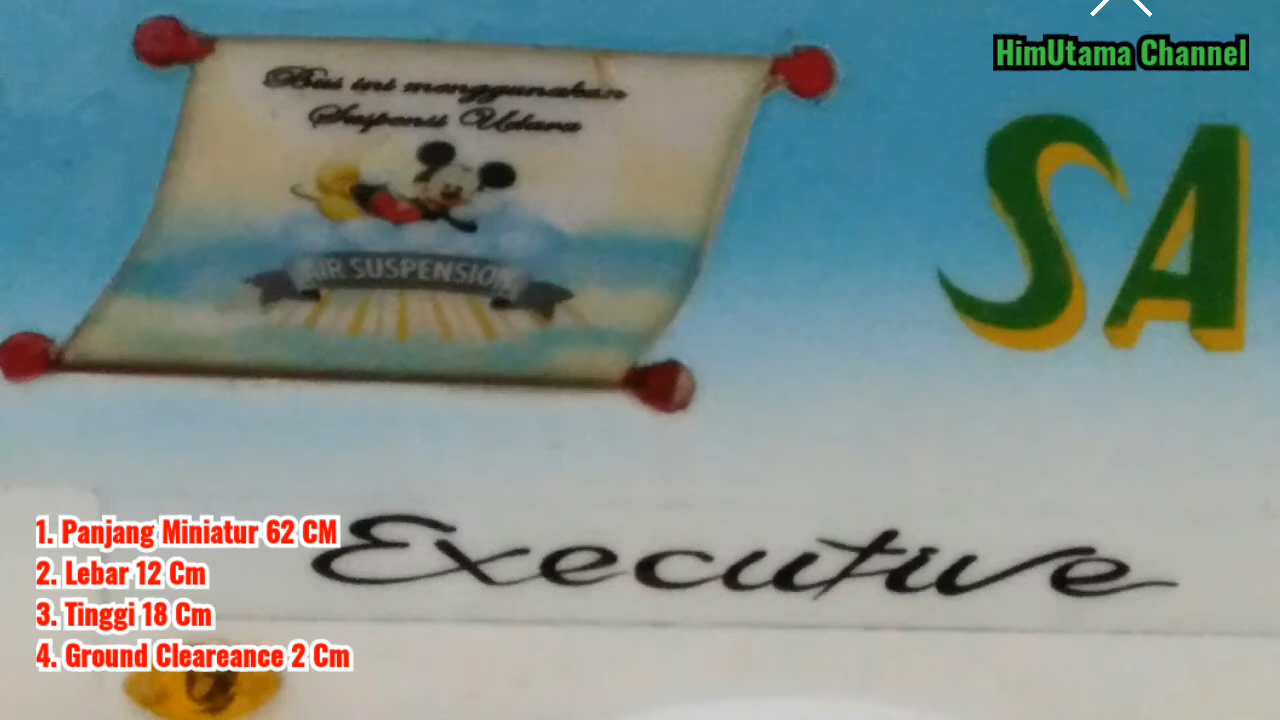 HimUtama Channel
Bus ini menggunakan
Suspensi Udara
AIR SUSPENSION
SA
Executive
1. Panjang Miniatur 62 CM
2. Lebar 12 Cm
3. Tinggi 18 Cm
4. Ground Cleareance 2 Cm